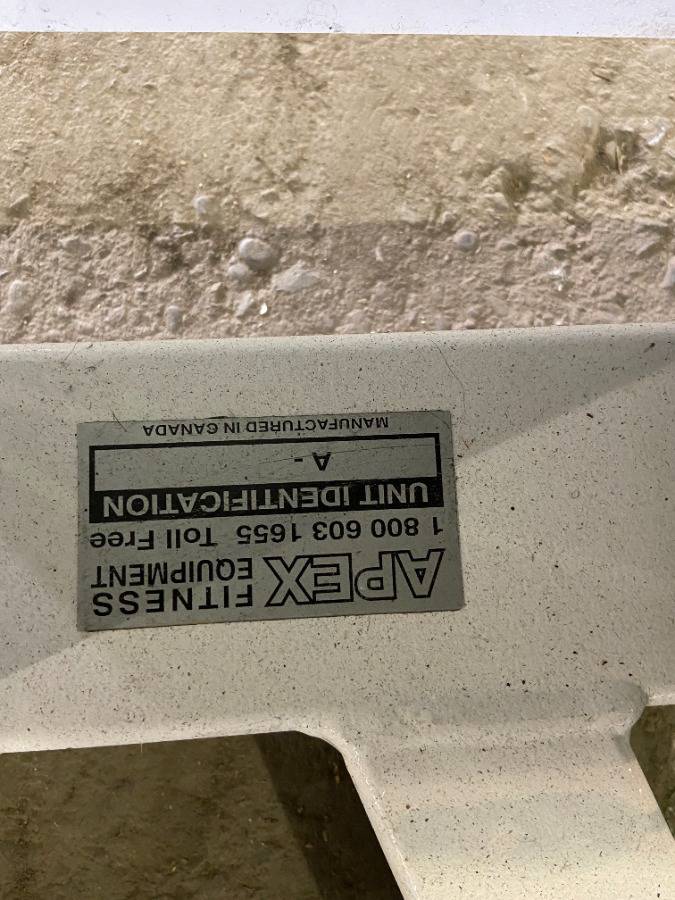 APEX FITNESS
EQUIPMENT
1 800 603 1655 Toll Free
UNIT IDENTIFICATION
A -
MANUFACTURED IN CANADA